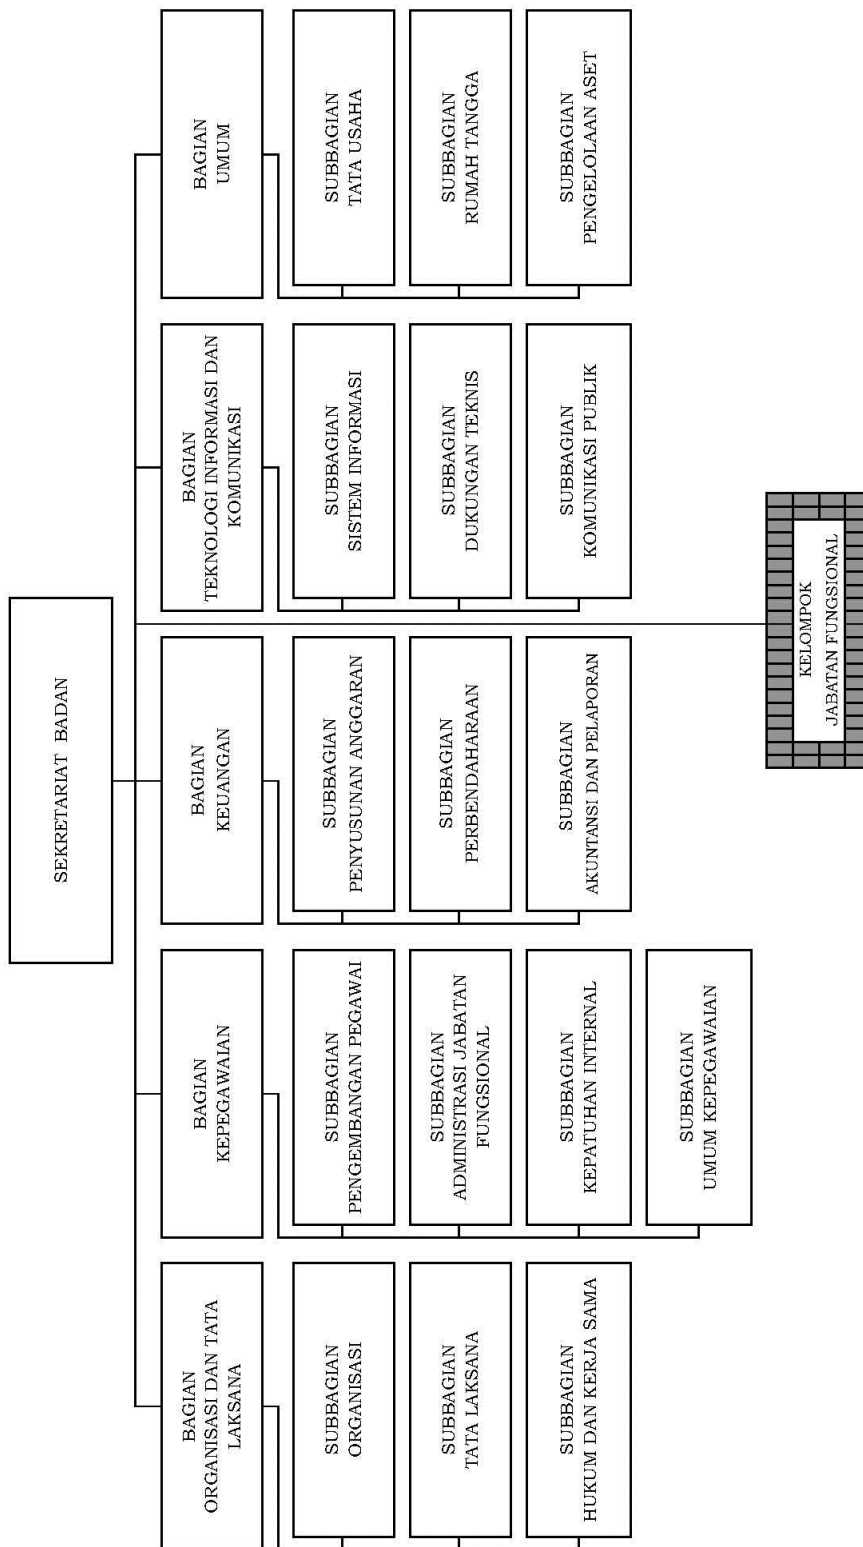 SEKRETARIAT BADAN
BAGIAN
ORGANISASI DAN TATA
LAKSANA
BAGIAN
KEPEGAWAIAN
BAGIAN
KEUANGAN
BAGIAN
TEKNOLOGI INFORMASI DAN
KOMUNIKASI
BAGIAN
UMUM
SUBBAGIAN
ORGANISASI
SUBBAGIAN
PENGEMBANGAN PEGAWAI
SUBBAGIAN
PENYUSUNAN ANGGARAN
SUBBAGIAN
SISTEM INFORMASI
SUBBAGIAN
TATA USAHA
SUBBAGIAN
TATA LAKSANA
SUBBAGIAN
ADMINISTRASI JABATAN
FUNGSIONAL
SUBBAGIAN
PERBENDAHARAAN
SUBBAGIAN
DUKUNGAN TEKNIS
SUBBAGIAN
RUMAH TANGGA
SUBBAGIAN
HUKUM DAN KERJA SAMA
SUBBAGIAN
KEPATUHAN INTERNAL
SUBBAGIAN
AKUNTANSI DAN PELAPORAN
SUBBAGIAN
KOMUNIKASI PUBLIK
SUBBAGIAN
PENGELOLAAN ASET
SUBBAGIAN
UMUM KEPEGAWAIAN
KELOMPOK
JABATAN FUNGSIONAL